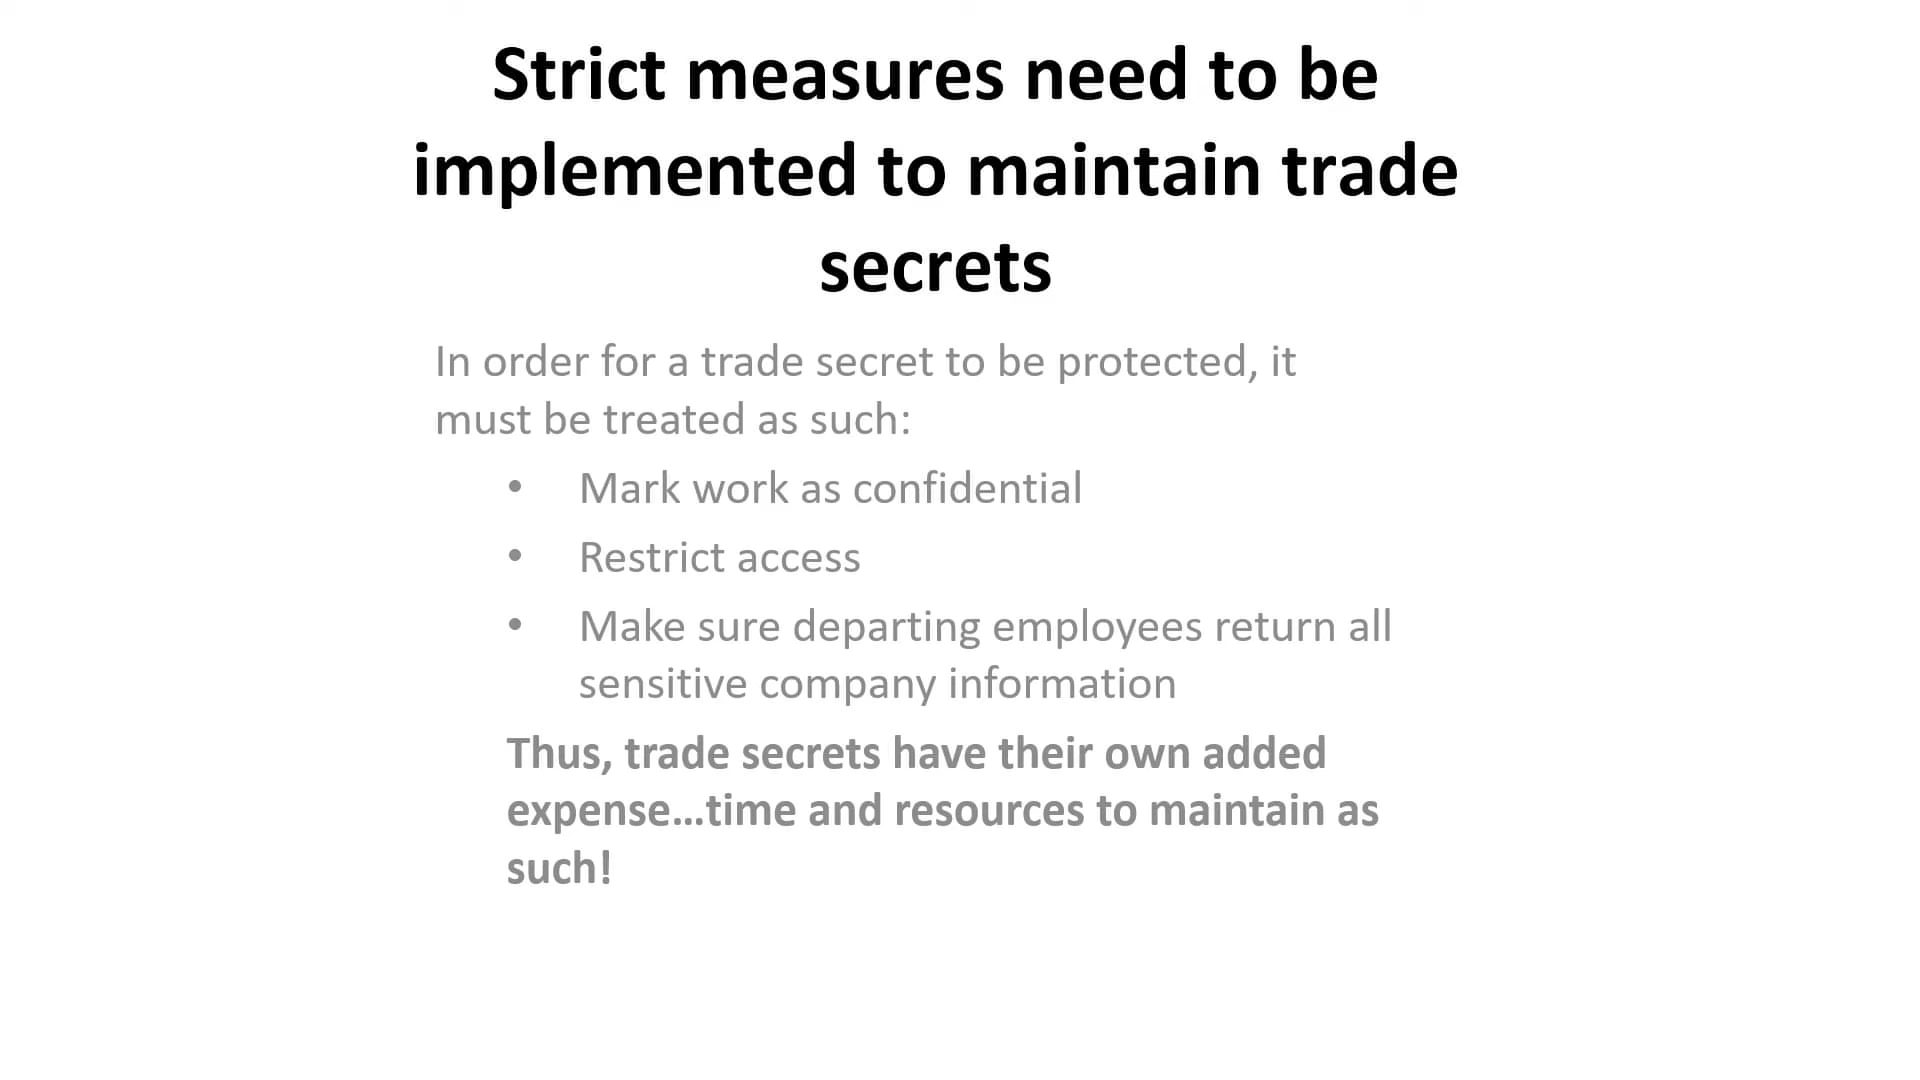 Strict measures need to be
implemented to maintain trade
secrets
In order for a trade secret to be protected, it
must be treated as such:
• Mark work as confidential
• Restrict access
• Make sure departing employees return all
sensitive company information
Thus, trade secrets have their own added
expense…time and resources to maintain as
such!